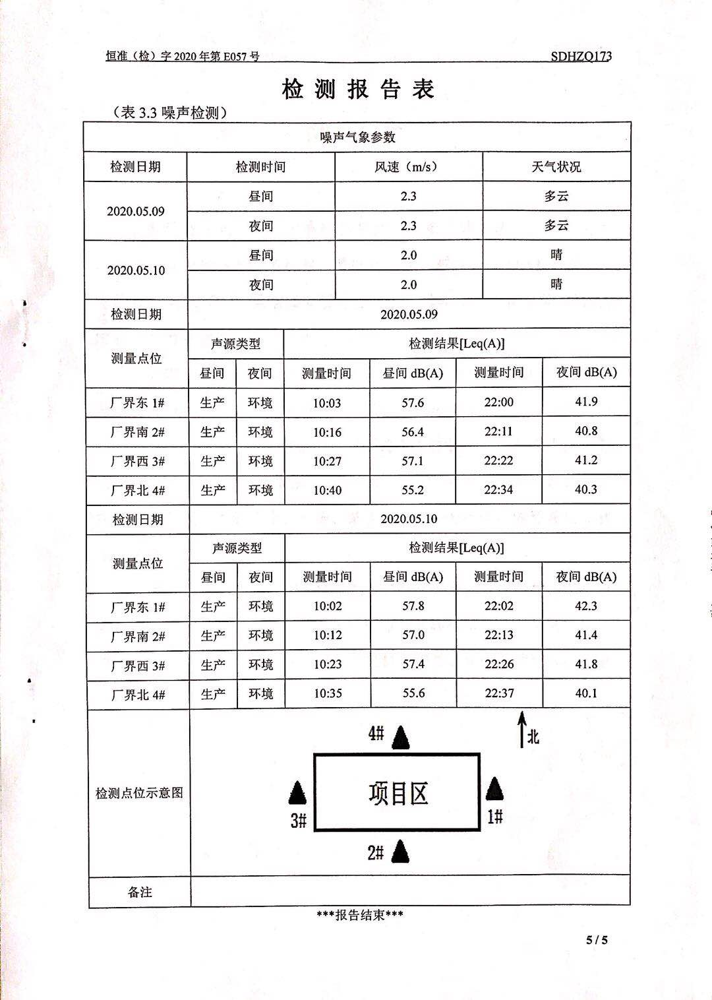 恒准（检）字 2020 年第 E057 号 SDHZQ173
检测报告表
（表 3.3 噪声检测）
噪声气象参数
检测日期 检测时间 风速（m/s） 天气状况
2020.05.09 昼间 2.3 多云
夜间 2.3 多云
2020.05.10 昼间 2.0 晴
夜间 2.0 晴
检测日期 2020.05.09
测量点位 声源类型 检测结果[Leq(A)]
昼间 夜间 测量时间 昼间 dB(A) 测量时间 夜间 dB(A)
厂界东 1# 生产 环境 10:03 57.6 22:00 41.9
厂界南 2# 生产 环境 10:16 56.4 22:11 40.8
厂界西 3# 生产 环境 10:27 57.1 22:22 41.2
厂界北 4# 生产 环境 10:40 55.2 22:34 40.3
检测日期 2020.05.10
测量点位 声源类型 检测结果[Leq(A)]
昼间 夜间 测量时间 昼间 dB(A) 测量时间 夜间 dB(A)
厂界东 1# 生产 环境 10:02 57.8 22:02 42.3
厂界南 2# 生产 环境 10:12 57.0 22:13 41.4
厂界西 3# 生产 环境 10:23 57.4 22:26 41.8
厂界北 4# 生产 环境 10:35 55.6 22:37 40.1
检测点位示意图
4#
北
项目区
3#
1#
2#
备注
***报告结束***
5 / 5